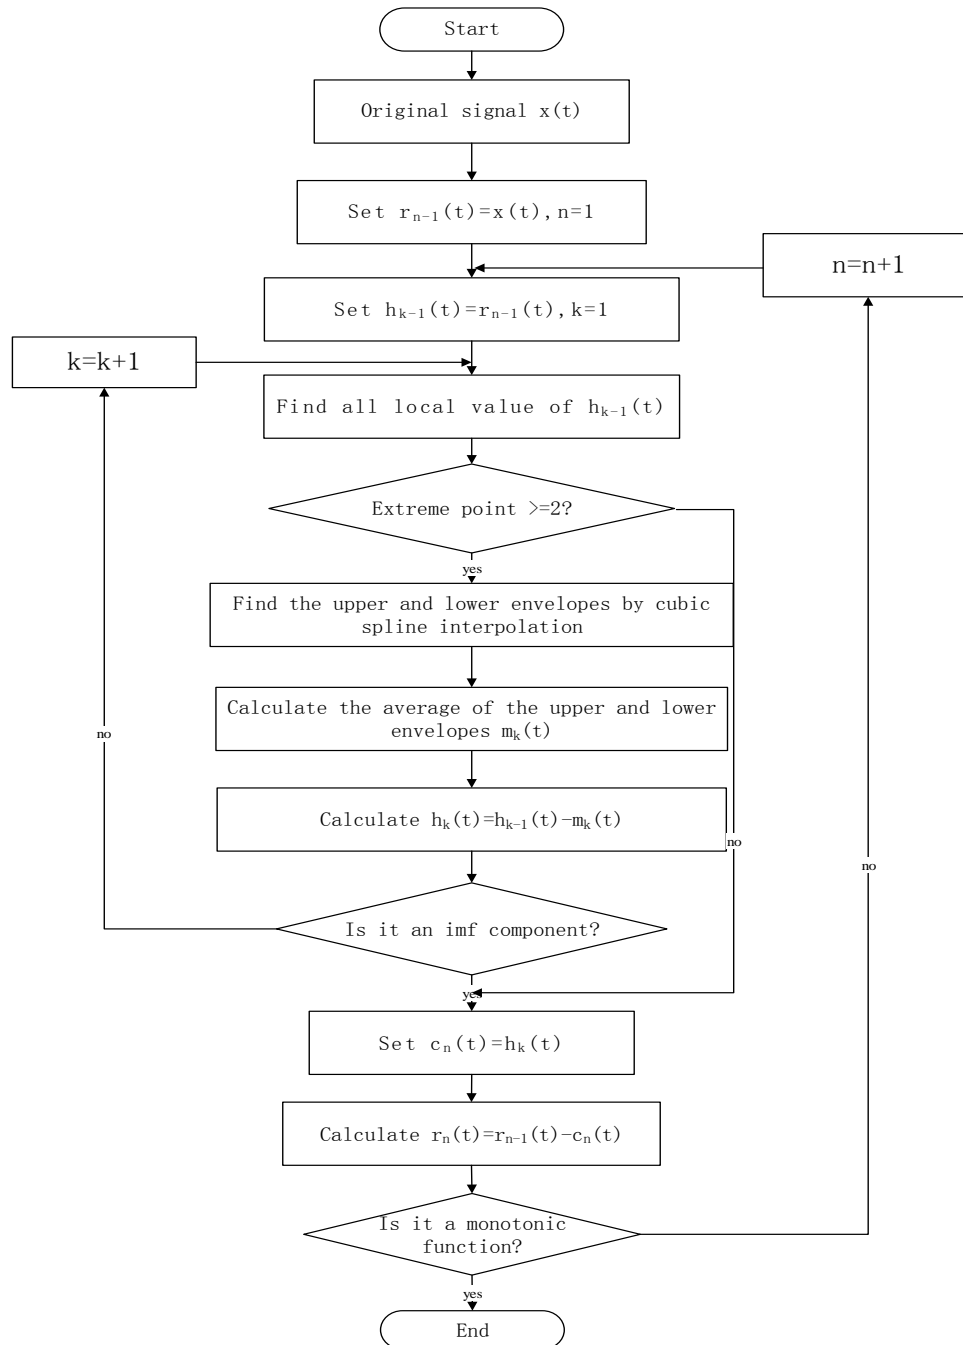 Start
Original signal x(t)
Set rₙ₋₁(t)=x(t),n=1
n=n+1
Set hₖ₋₁(t)=rₙ₋₁(t),k=1
k=k+1
Find all local value of hₖ₋₁(t)
Extreme point >=2?
yes
Find the upper and lower envelopes by cubic
spline interpolation
Calculate the average of the upper and lower
envelopes mₖ(t)
no
Calculate hₖ(t)=hₖ₋₁(t)-mₖ(t)
no
no
Is it an imf component?
yes
Set cₙ(t)=hₖ(t)
Calculate rₙ(t)=rₙ₋₁(t)-cₙ(t)
Is it a monotonic
function?
yes
End